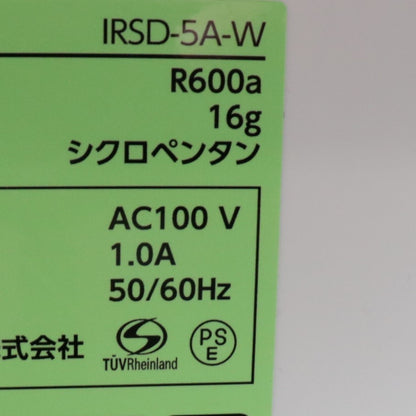 IRSD-5A-W
R600a
16g
シクロペンタン
AC100 V
1.0A
50/60Hz
式会社
TÜVRheinland
PS
E